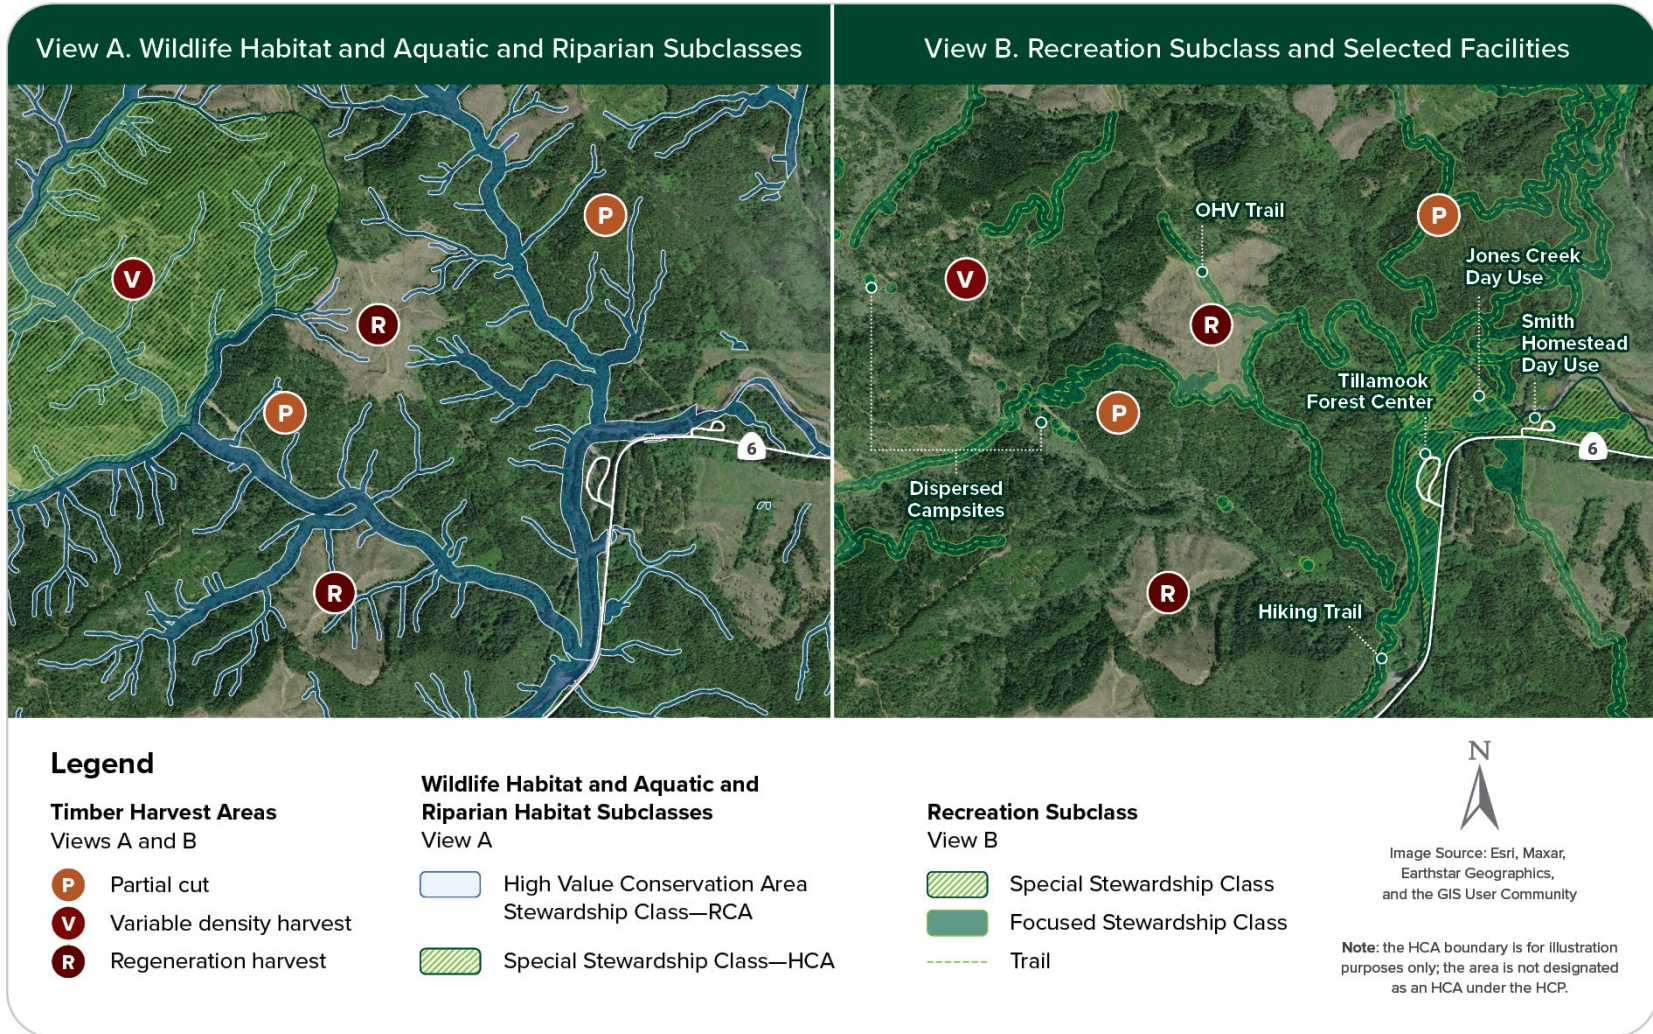 View A. Wildlife Habitat and Aquatic and Riparian Subclasses
View B. Recreation Subclass and Selected Facilities
P
V
R
P
6
R
OHV Trail
P
Jones Creek
Day Use
V
Smith
Homestead
Day Use
R
Tillamook
Forest Center
P
6
Dispersed
Campsites
R
Hiking Trail
Legend
Timber Harvest Areas
Views A and B
P Partial cut
V Variable density harvest
R Regeneration harvest
Wildlife Habitat and Aquatic and
Riparian Habitat Subclasses
View A
High Value Conservation Area
Stewardship Class—RCA
Special Stewardship Class—HCA
Recreation Subclass
View B
Special Stewardship Class
Focused Stewardship Class
Trail
N
Image Source: Esri, Maxar,
Earthstar Geographics,
and the GIS User Community
Note: the HCA boundary is for illustration
purposes only; the area is not designated
as an HCA under the HCP.